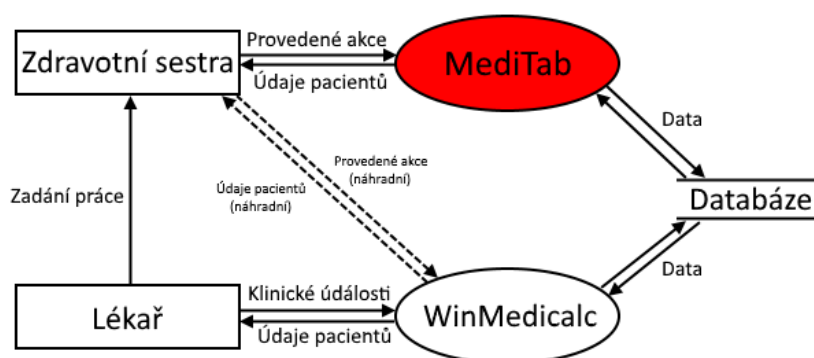 Provedené akce
Zdravotní sestra
MediTab
Údaje pacientů
Data
Provedené akce
(náhradní)
Údaje pacientů
(náhradní)
Zadání práce
Databáze
Data
Klinické údálosti
Lékař
WinMedicalc
Údaje pacientů